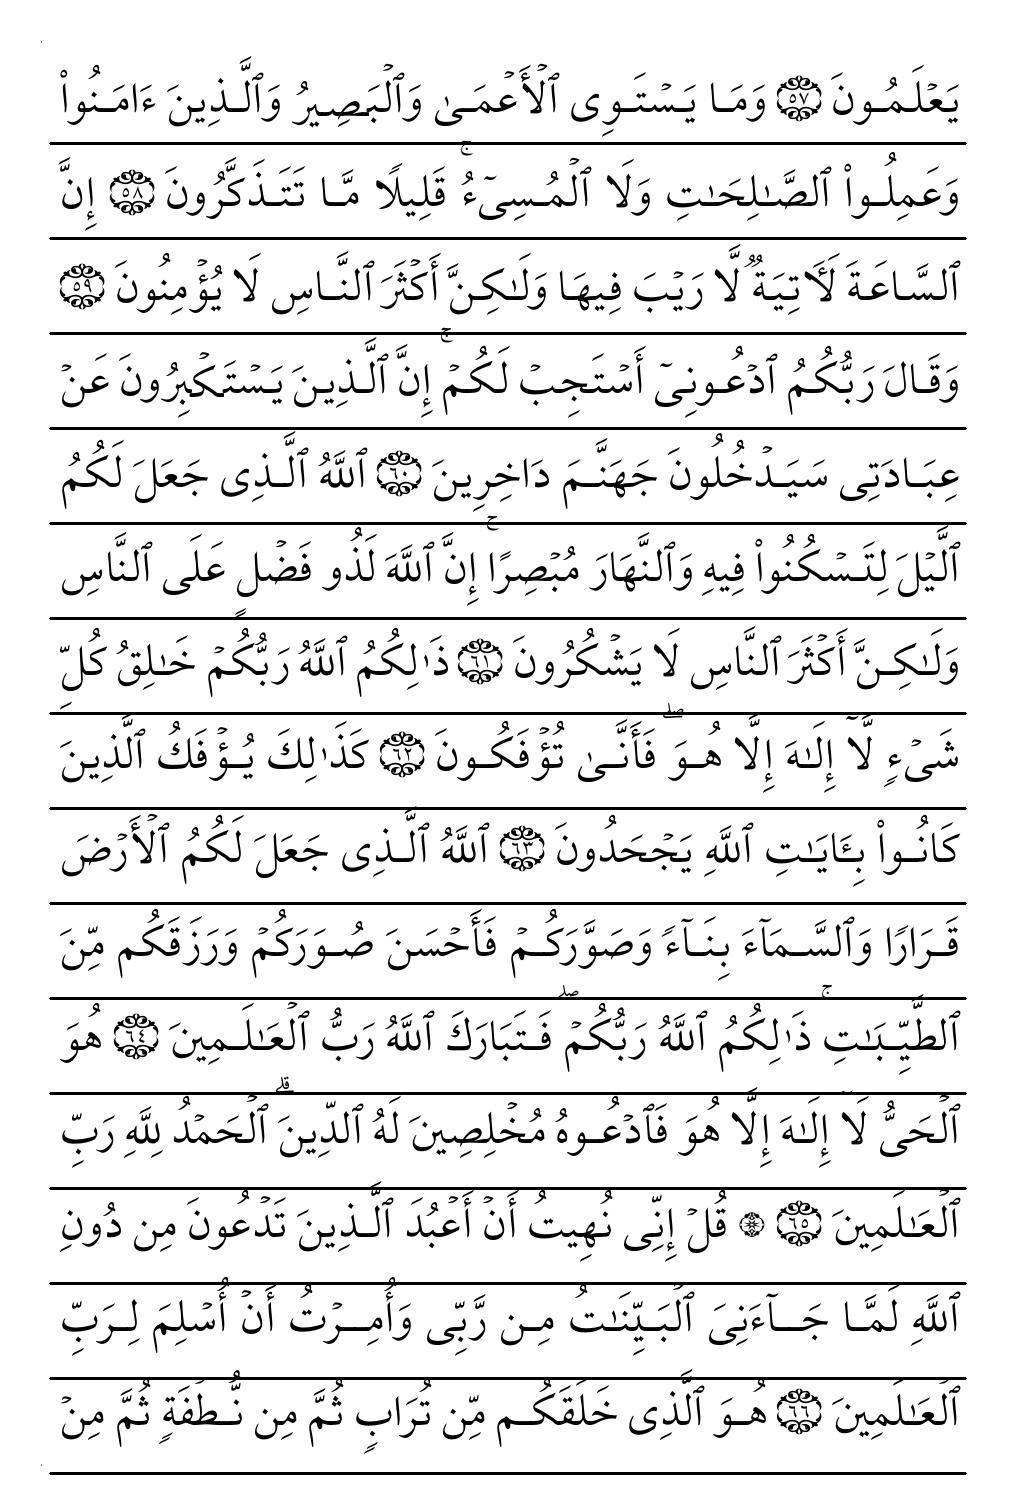 يَعْلَمُونَ ٥٧ وَمَا يَسْتَوِى ٱلْأَعْمَىٰ وَٱلْبَصِيرُ وَٱلَّذِينَ ءَامَنُوا۟
وَعَمِلُوا۟ ٱلصَّـٰلِحَـٰتِ وَلَا ٱلْمُسِىٓءُ ۚ قَلِيلًا مَّا تَتَذَكَّرُونَ ٥٨ إِنَّ
ٱلسَّاعَةَ لَـَٔاتِيَةٌ لَّا رَيْبَ فِيهَا وَلَـٰكِنَّ أَكْثَرَ ٱلنَّاسِ لَا يُؤْمِنُونَ ٥٩
وَقَالَ رَبُّكُمُ ٱدْعُونِىٓ أَسْتَجِبْ لَكُمْ ۚ إِنَّ ٱلَّذِينَ يَسْتَكْبِرُونَ عَنْ
عِبَادَتِى سَيَدْخُلُونَ جَهَنَّمَ دَاخِرِينَ ٦٠ ٱللَّهُ ٱلَّذِى جَعَلَ لَكُمُ
ٱلَّيْلَ لِتَسْكُنُوا۟ فِيهِ وَٱلنَّهَارَ مُبْصِرًا ۚ إِنَّ ٱللَّهَ لَذُو فَضْلٍ عَلَى ٱلنَّاسِ
وَلَـٰكِنَّ أَكْثَرَ ٱلنَّاسِ لَا يَشْكُرُونَ ٦١ ذَٰلِكُمُ ٱللَّهُ رَبُّكُمْ خَـٰلِقُ كُلِّ
شَىْءٍ لَّآ إِلَـٰهَ إِلَّا هُوَ ۖ فَأَنَّىٰ تُؤْفَكُونَ ٦٢ كَذَٰلِكَ يُؤْفَكُ ٱلَّذِينَ
كَانُوا۟ بِـَٔايَـٰتِ ٱللَّهِ يَجْحَدُونَ ٦٣ ٱللَّهُ ٱلَّذِى جَعَلَ لَكُمُ ٱلْأَرْضَ
قَرَارًا وَٱلسَّمَآءَ بِنَآءً وَصَوَّرَكُمْ فَأَحْسَنَ صُوَرَكُمْ وَرَزَقَكُم مِّنَ
ٱلطَّيِّبَـٰتِ ۚ ذَٰلِكُمُ ٱللَّهُ رَبُّكُمْ ۖ فَتَبَارَكَ ٱللَّهُ رَبُّ ٱلْعَـٰلَمِينَ ٦٤ هُوَ
ٱلْحَىُّ لَآ إِلَـٰهَ إِلَّا هُوَ فَٱدْعُوهُ مُخْلِصِينَ لَهُ ٱلدِّينَ ۗ ٱلْحَمْدُ لِلَّهِ رَبِّ
ٱلْعَـٰلَمِينَ ٦٥ ۞ قُلْ إِنِّى نُهِيتُ أَنْ أَعْبُدَ ٱلَّذِينَ تَدْعُونَ مِن دُونِ
ٱللَّهِ لَمَّا جَآءَنِىَ ٱلْبَيِّنَـٰتُ مِن رَّبِّى وَأُمِرْتُ أَنْ أُسْلِمَ لِرَبِّ
ٱلْعَـٰلَمِينَ ٦٦ هُوَ ٱلَّذِى خَلَقَكُم مِّن تُرَابٍ ثُمَّ مِن نُّطْفَةٍ ثُمَّ مِنْ